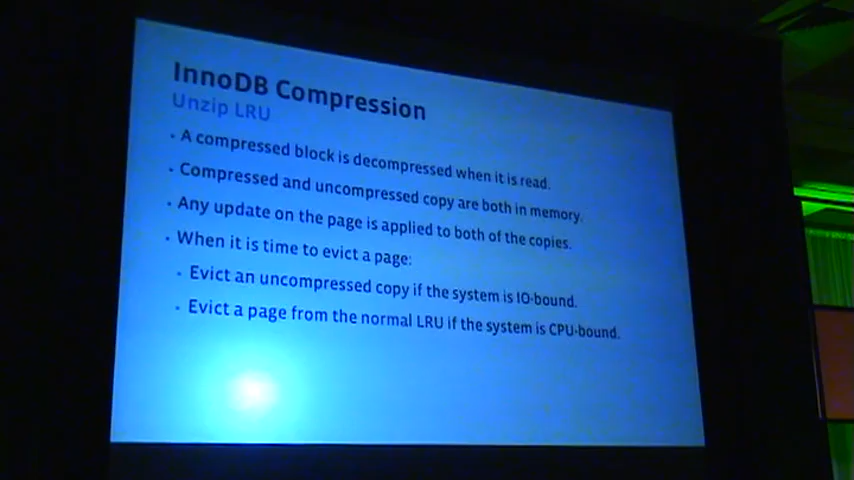 InnoDB Compression
Unzip LRU
• A compressed block is decompressed when it is read.
• Compressed and uncompressed copy are both in memory.
• Any update on the page is applied to both of the copies.
• When it is time to evict a page:
• Evict an uncompressed copy if the system is IO-bound.
• Evict a page from the normal LRU if the system is CPU-bound.